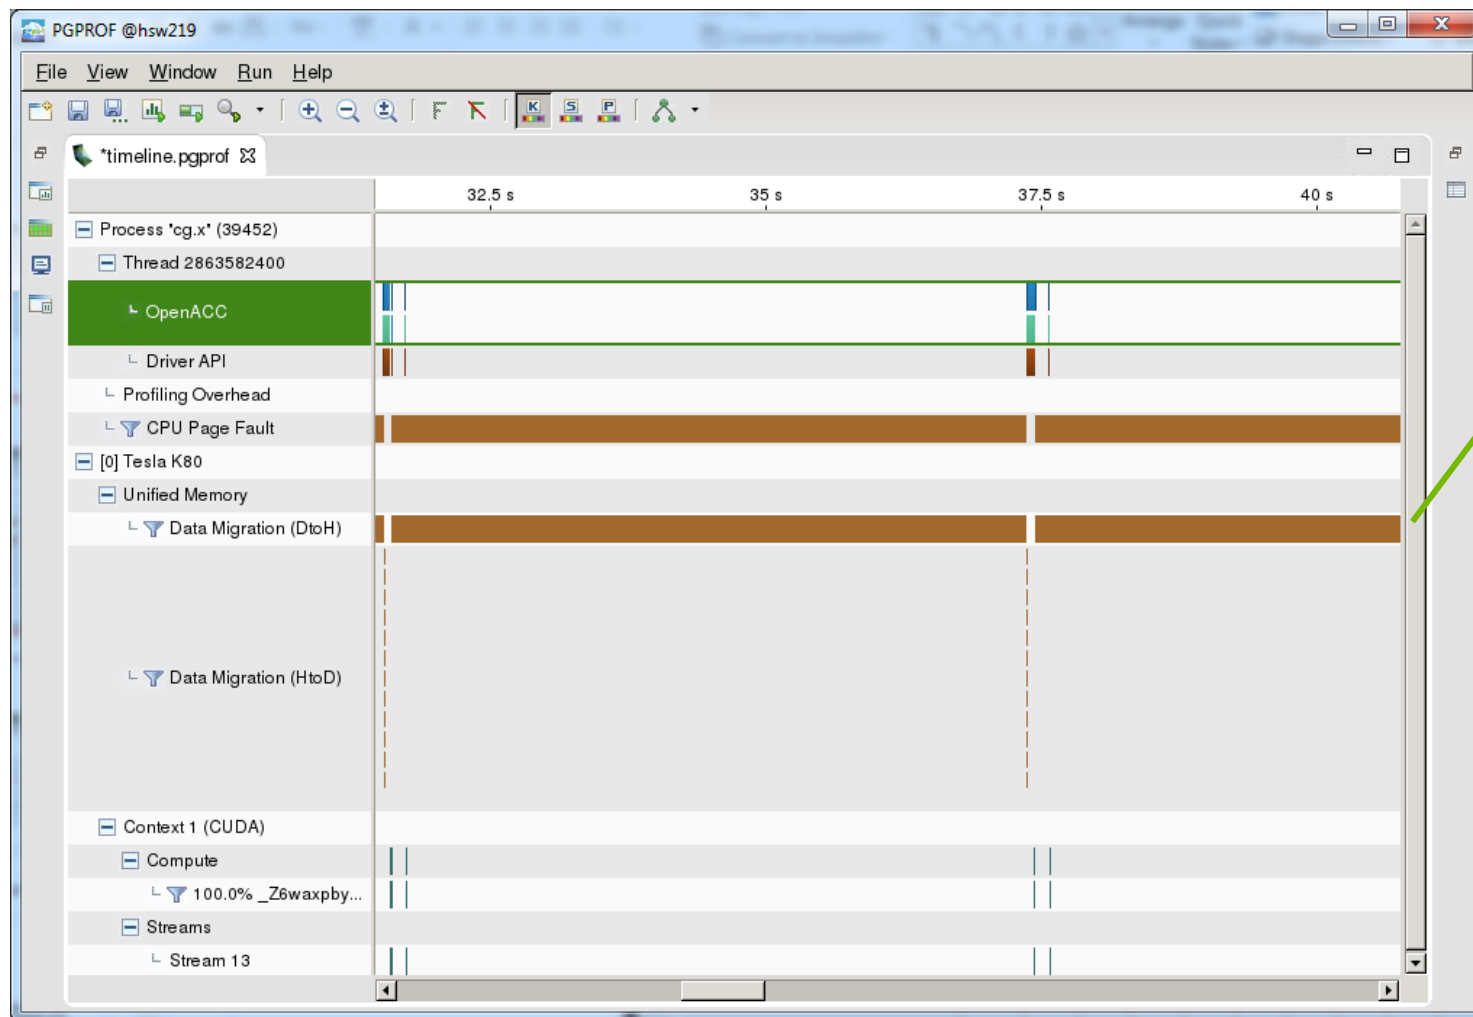 PGPROF @hsw219
File View Window Run Help
*timeline.pgprof
32.5 s 35 s 37.5 s 40 s
Process "cg.x" (39452)
Thread 2863582400
OpenACC
Driver API
Profiling Overhead
CPU Page Fault
[0] Tesla K80
Unified Memory
Data Migration (DtoH)
Data Migration (HtoD)
Context 1 (CUDA)
Compute
100.0% _Z6waxpby...
Streams
Stream 13